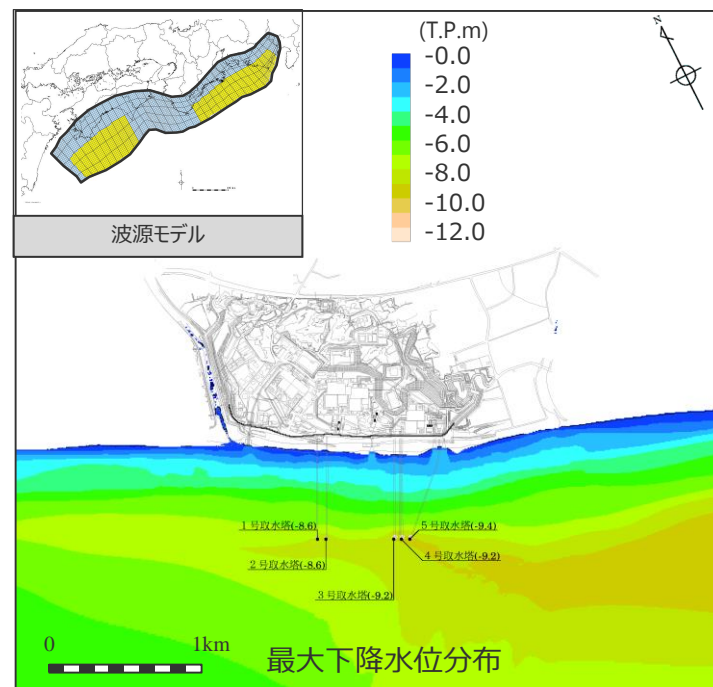 (T.P.m)
-0.0
-2.0
-4.0
-6.0
-8.0
-10.0
-12.0
N
波源モデル
1号取水塔(-8.6)
5号取水塔(-9.4)
2号取水塔(-8.6)
4号取水塔(-9.2)
3号取水塔(-9.2)
0 1km
最大下降水位分布